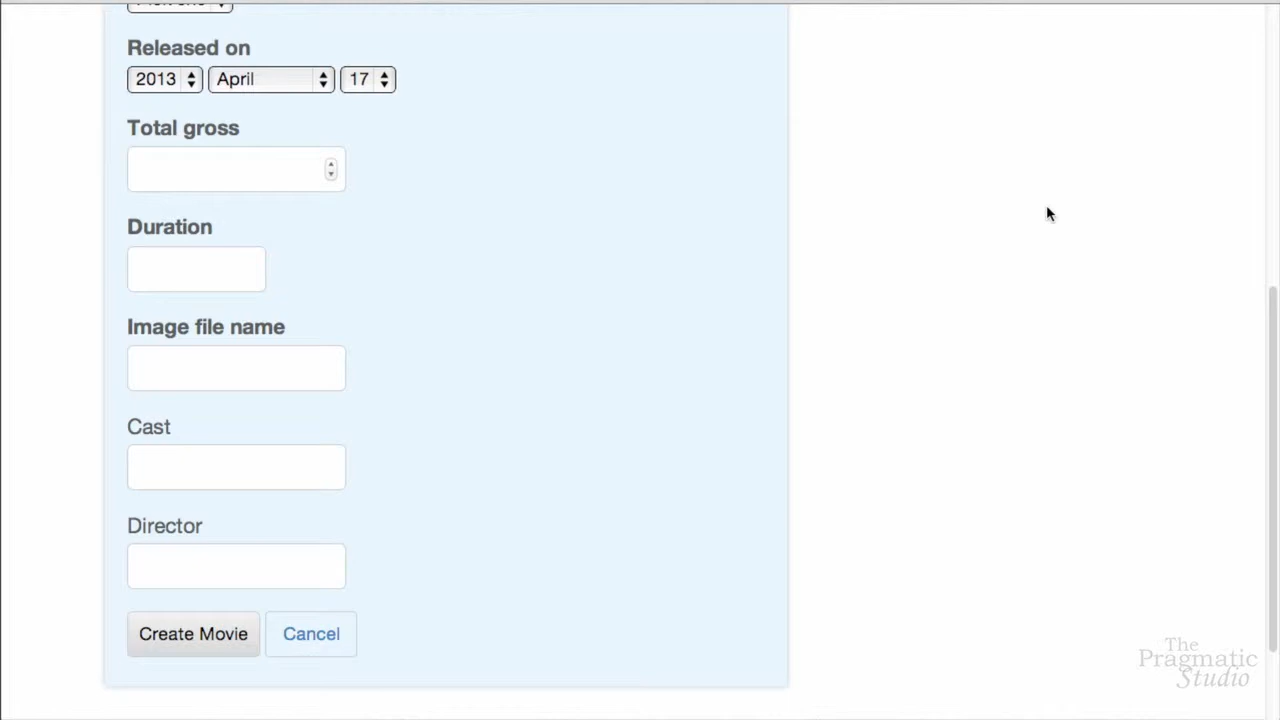 Released on
2013 April 17
Total gross
Duration
Image file name
Cast
Director
Create Movie Cancel
The
Pragmatic
Studio